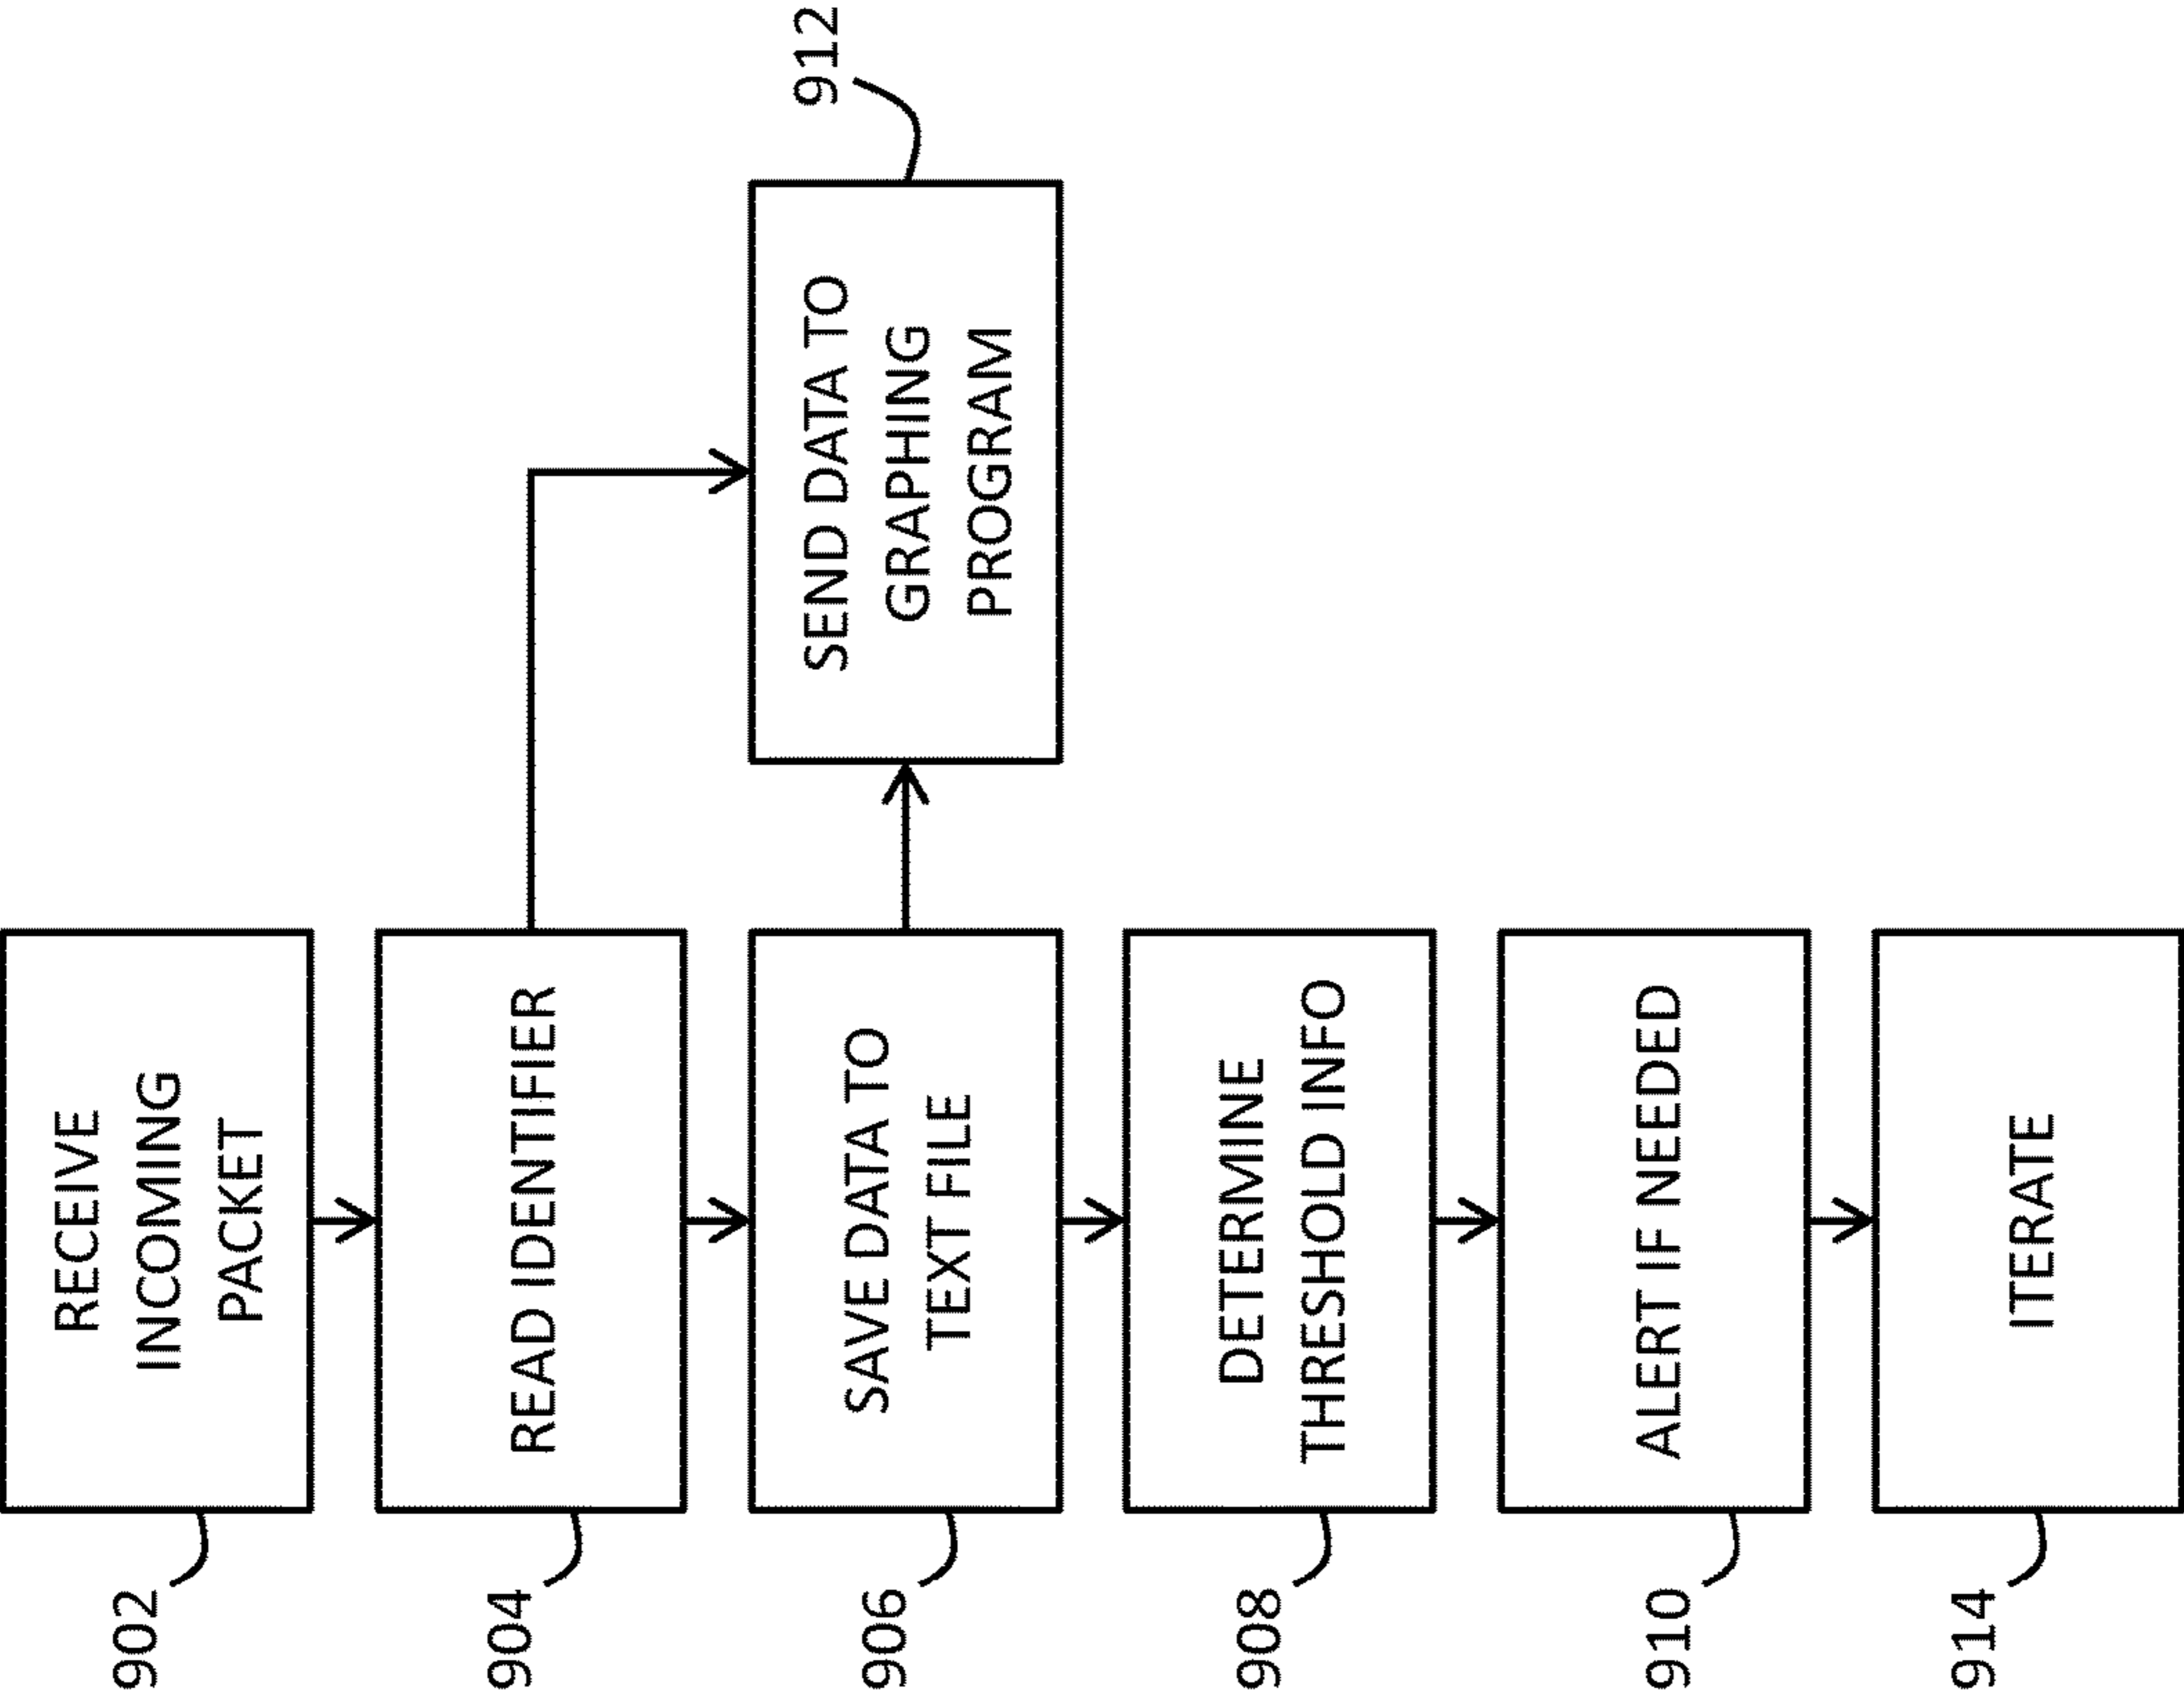 902
RECEIVE
INCOMING
PACKET
904
READ IDENTIFIER
906
SAVE DATA TO
TEXT FILE
912
SEND DATA TO
GRAPHING
PROGRAM
908
DETERMINE
THRESHOLD INFO
910
ALERT IF NEEDED
914
ITERATE